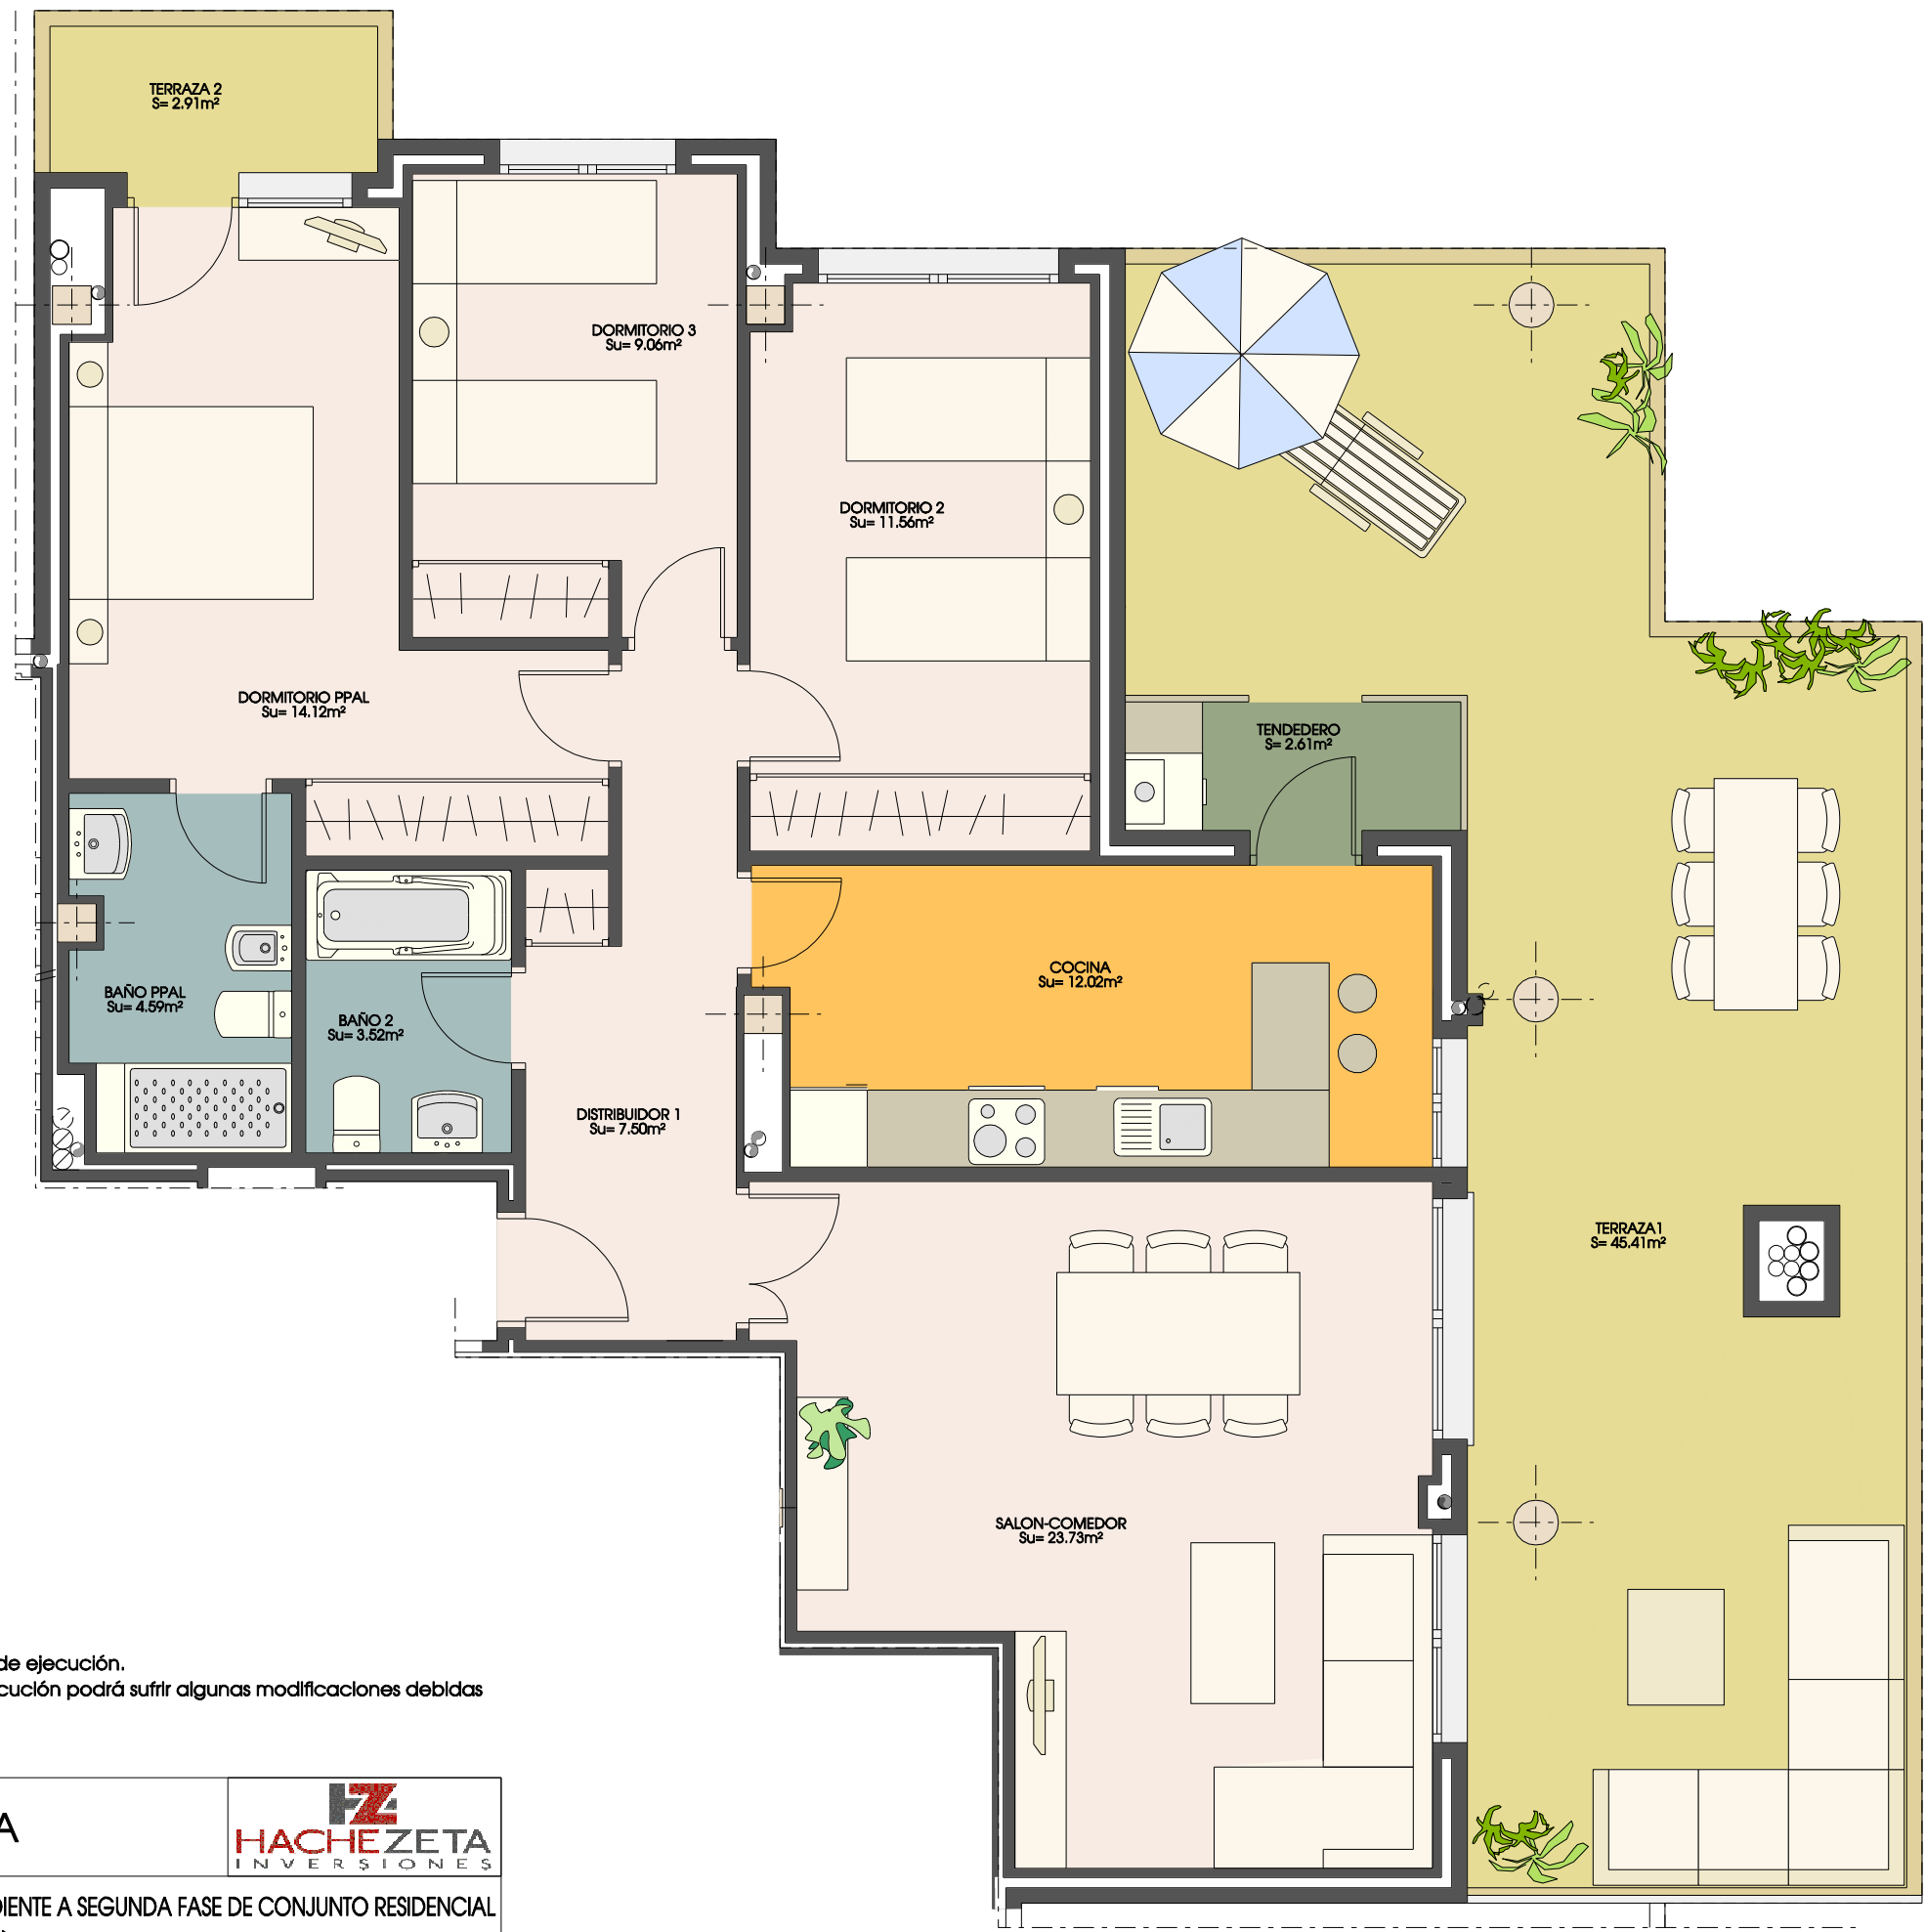 TERRAZA 2
S= 2.91m²
DORMITORIO 3
Su= 9.06m²
DORMITORIO 2
Su= 11.56m²
DORMITORIO PPAL
Su= 14.12m²
TENDEDERO
S= 2.61m²
COCINA
Su= 12.02m²
BAÑO PPAL
Su= 4.59m²
BAÑO 2
Su= 3.52m²
DISTRIBUIDOR 1
Su= 7.50m²
TERRAZA1
S= 45.41m²
SALON-COMEDOR
Su= 23.73m²
de ejecución.
cución podrá sufrir algunas modificaciones debidas
A
HZ
HACHEZETA
INVERSIONES
DIENTE A SEGUNDA FASE DE CONJUNTO RESIDENCIAL